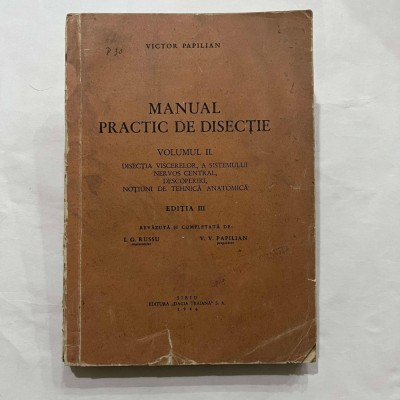 P 30
VICTOR PAPILIAN
MANUAL
PRACTIC DE DISECȚIE
VOLUMUL II.
DISECȚIA VISCERELOR, A SISTEMULUI
NERVOS CENTRAL,
DESCOPERIRI,
NOȚIUNI DE TEHNICĂ ANATOMICĂ
EDIȚIA III
REFĂCUTĂ ȘI COMPLETATĂ DE:
I. G. RUSSU V. V. PAPILIAN
SIBIU
EDITURA „DACIA TRAIANĂ" S. A.